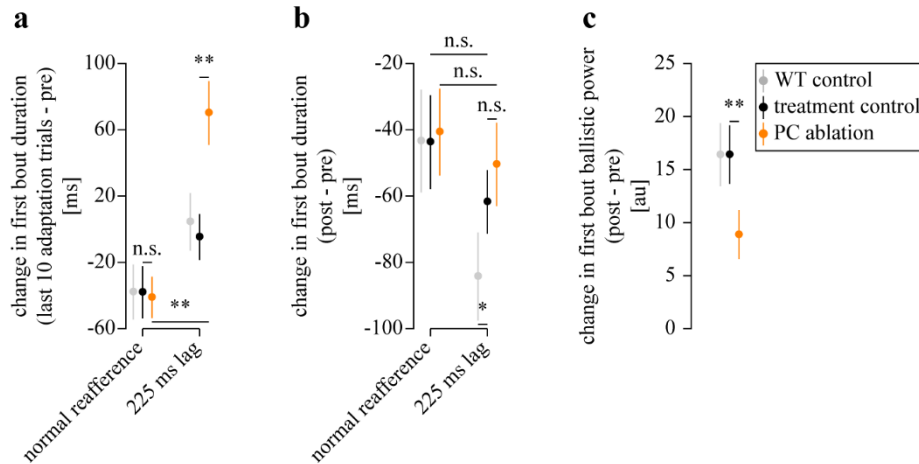 a
change in first bout duration
(last 10 adaptation trials - pre)
[ms]
100
60
20
-20
-60
**
n.s.
**
normal reafference
225 ms lag
b
change in first bout duration
(post - pre)
[ms]
-20
-40
-60
-80
-100
n.s.
n.s.
n.s.
*
normal reafference
225 ms lag
c
change in first bout ballistic power
(post - pre)
[au]
25
20
15
10
5
0
**
WT control
treatment control
PC ablation